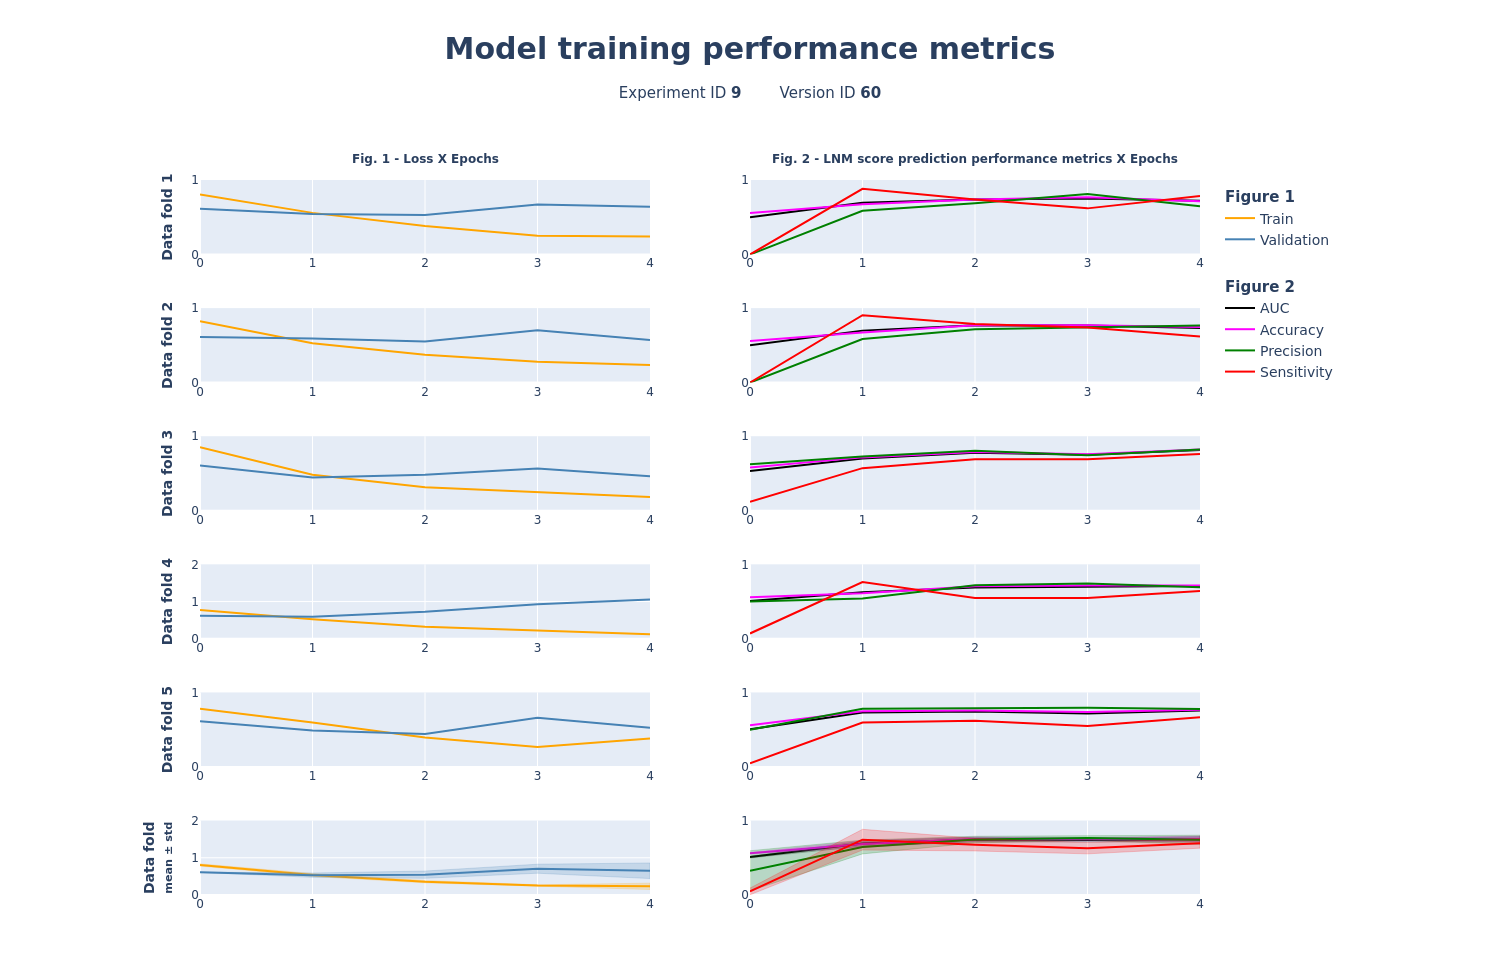 Model training performance metrics
Experiment ID 9 Version ID 60
Fig. 1 - Loss X Epochs
Fig. 2 - LNM score prediction performance metrics X Epochs
Data fold 1
1
0
0 1 2 3 4
1
0
0 1 2 3 4
Figure 1
Train
Validation
Figure 2
AUC
Accuracy
Precision
Sensitivity
Data fold 2
1
0
0 1 2 3 4
1
0
0 1 2 3 4
Data fold 3
1
0
0 1 2 3 4
1
0
0 1 2 3 4
Data fold 4
2
1
0
0 1 2 3 4
1
0
0 1 2 3 4
Data fold 5
1
0
0 1 2 3 4
1
0
0 1 2 3 4
Data fold
mean ± std
2
1
0
0 1 2 3 4
1
0
0 1 2 3 4